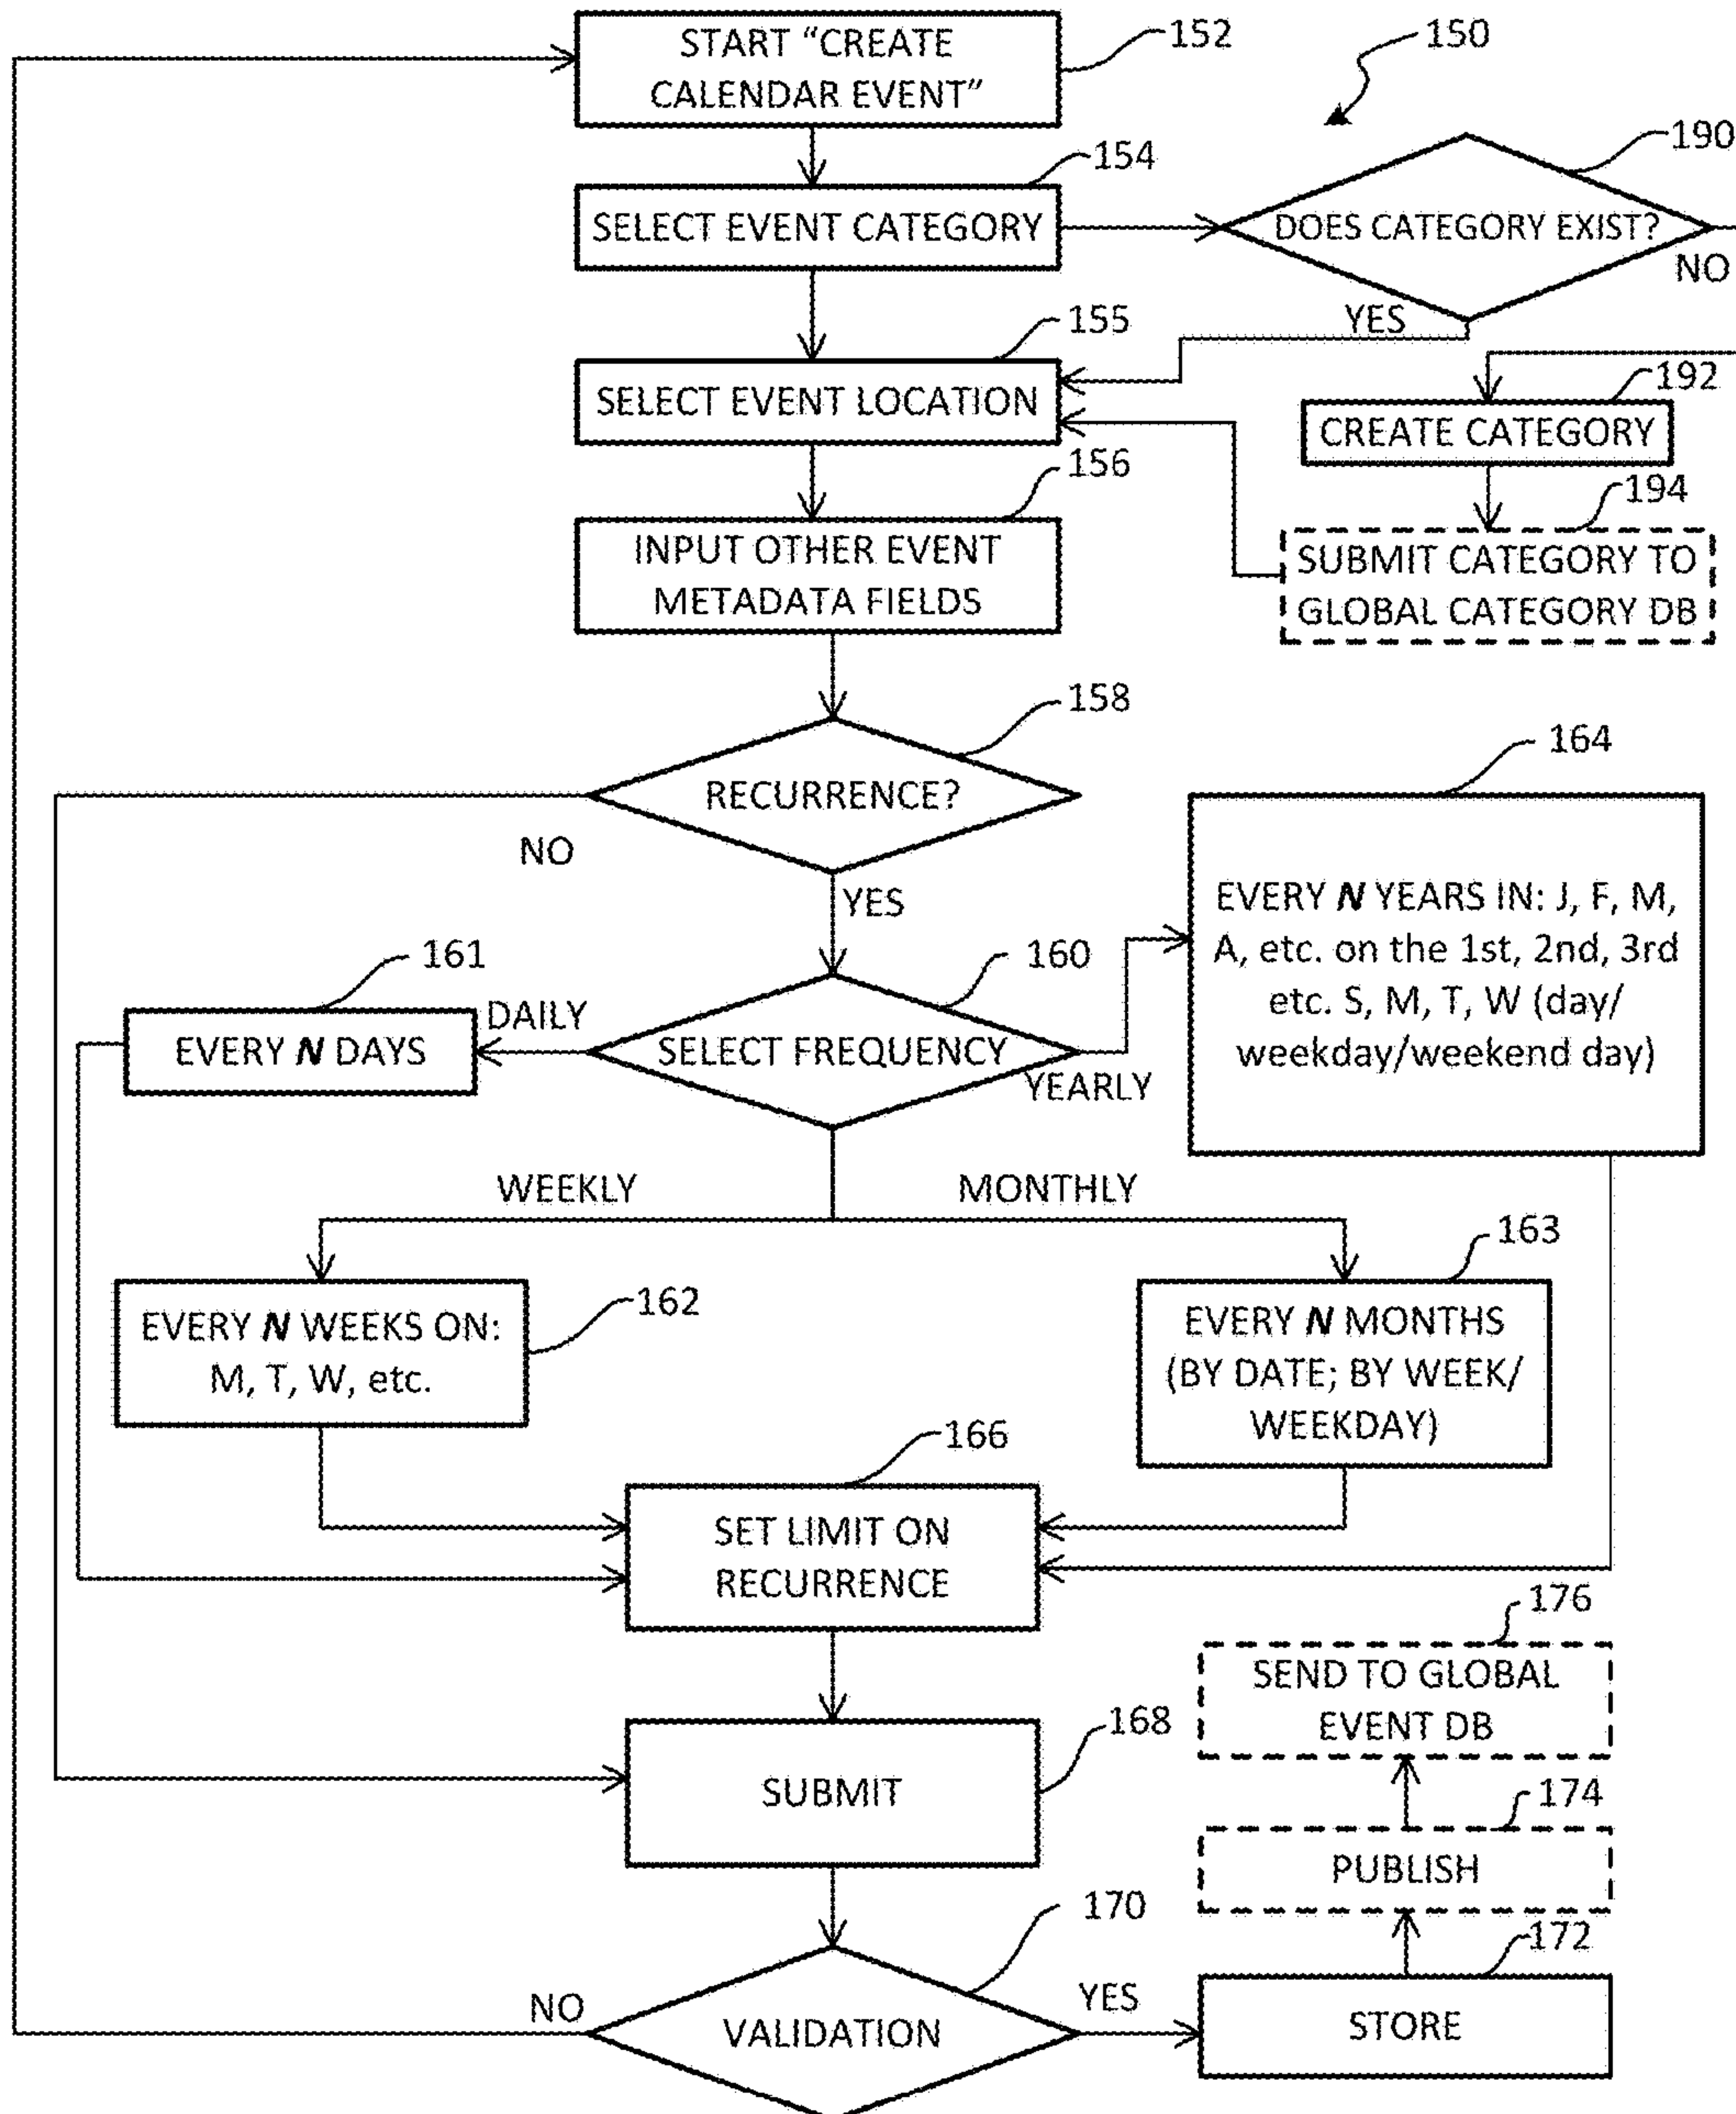 START “CREATE
CALENDAR EVENT”
152
150
154
190
SELECT EVENT CATEGORY
DOES CATEGORY EXIST?
NO
YES
155
SELECT EVENT LOCATION
192
CREATE CATEGORY
156
194
INPUT OTHER EVENT
METADATA FIELDS
SUBMIT CATEGORY TO
GLOBAL CATEGORY DB
158
RECURRENCE?
NO
YES
164
EVERY N YEARS IN: J, F, M,
A, etc. on the 1st, 2nd, 3rd
etc. S, M, T, W (day/
weekday/weekend day)
161
160
DAILY
EVERY N DAYS
SELECT FREQUENCY
YEARLY
WEEKLY
MONTHLY
162
163
EVERY N WEEKS ON:
M, T, W, etc.
EVERY N MONTHS
(BY DATE; BY WEEK/
WEEKDAY)
166
SET LIMIT ON
RECURRENCE
176
SEND TO GLOBAL
EVENT DB
168
SUBMIT
174
PUBLISH
170
172
NO
YES
VALIDATION
STORE